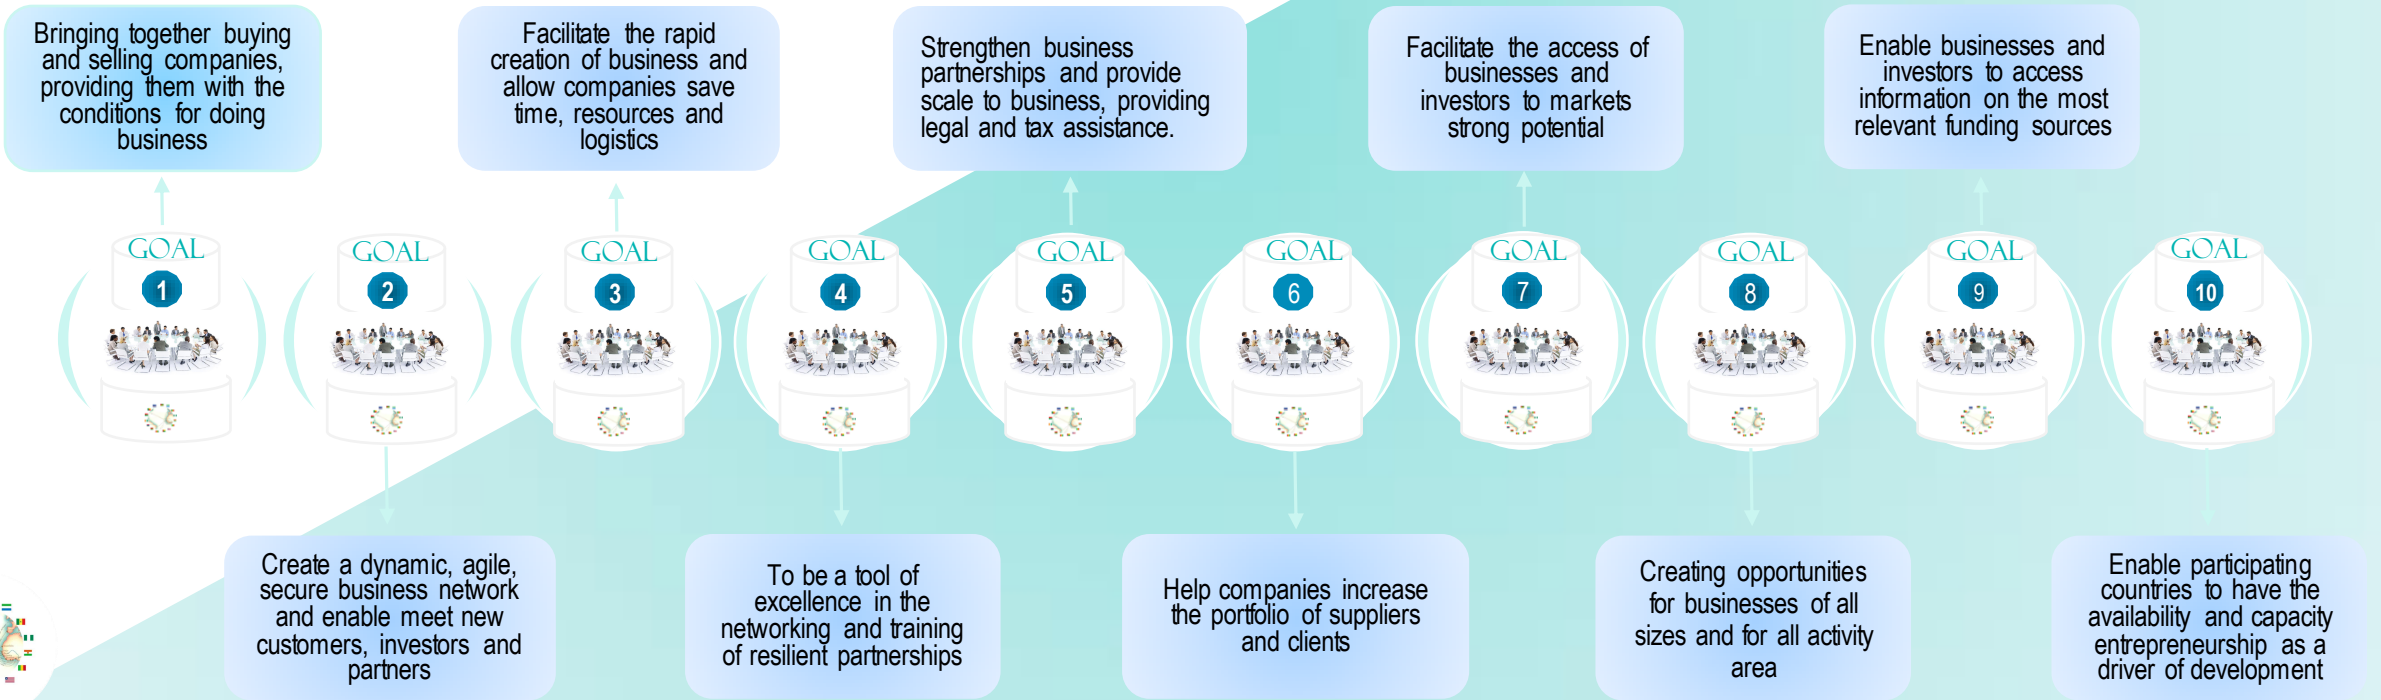 Bringing together buying
and selling companies,
providing them with the
conditions for doing
business
Facilitate the rapid
creation of business and
allow companies save
time, resources and
logistics
Strengthen business
partnerships and provide
scale to business, providing
legal and tax assistance.
Facilitate the access of
businesses and
investors to markets
strong potential
Enable businesses and
investors to access
information on the most
relevant funding sources
GOAL
1
GOAL
2
GOAL
3
GOAL
4
GOAL
5
GOAL
6
GOAL
7
GOAL
8
GOAL
9
GOAL
10
Create a dynamic, agile,
secure business network
and enable meet new
customers, investors and
partners
To be a tool of
excellence in the
networking and training
of resilient partnerships
Help companies increase
the portfolio of suppliers
and clients
Creating opportunities
for businesses of all
sizes and for all activity
area
Enable participating
countries to have the
availability and capacity
entrepreneurship as a
driver of development